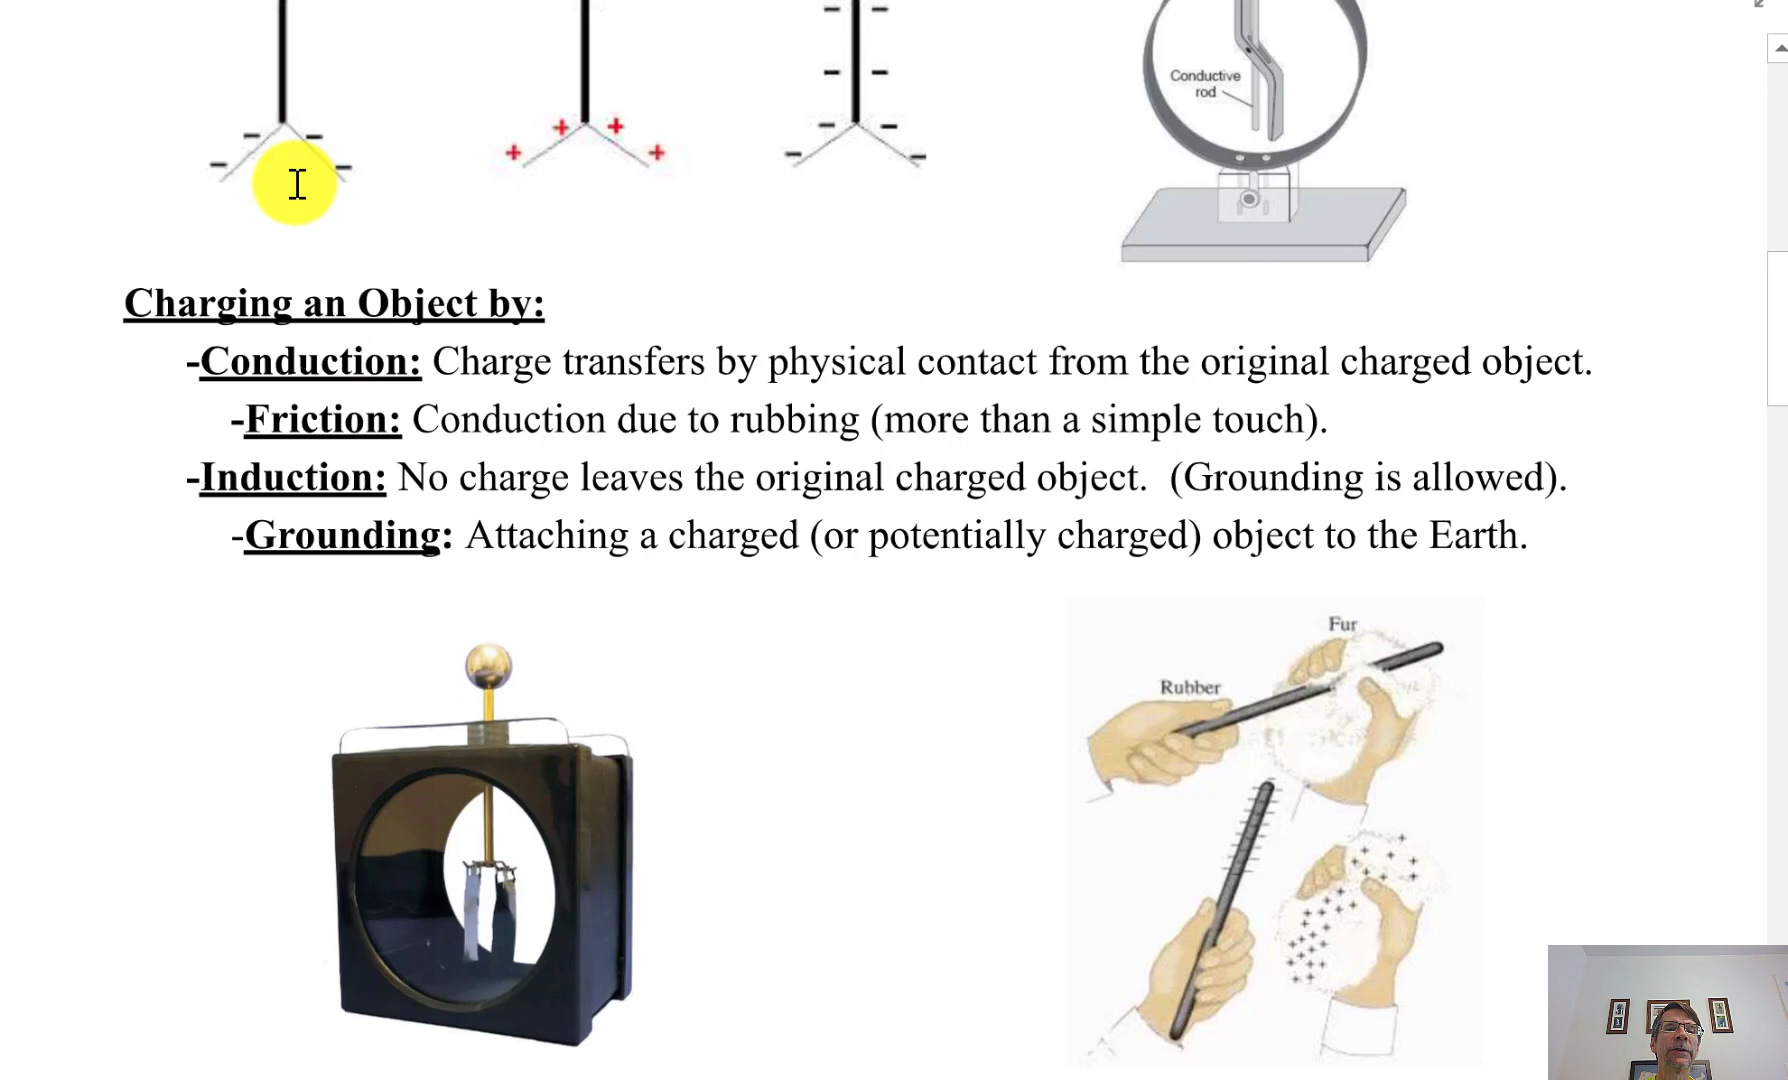 Conductive
rod
Charging an Object by:
-Conduction: Charge transfers by physical contact from the original charged object.
-Friction: Conduction due to rubbing (more than a simple touch).
-Induction: No charge leaves the original charged object.  (Grounding is allowed).
-Grounding: Attaching a charged (or potentially charged) object to the Earth.
Fur
Rubber